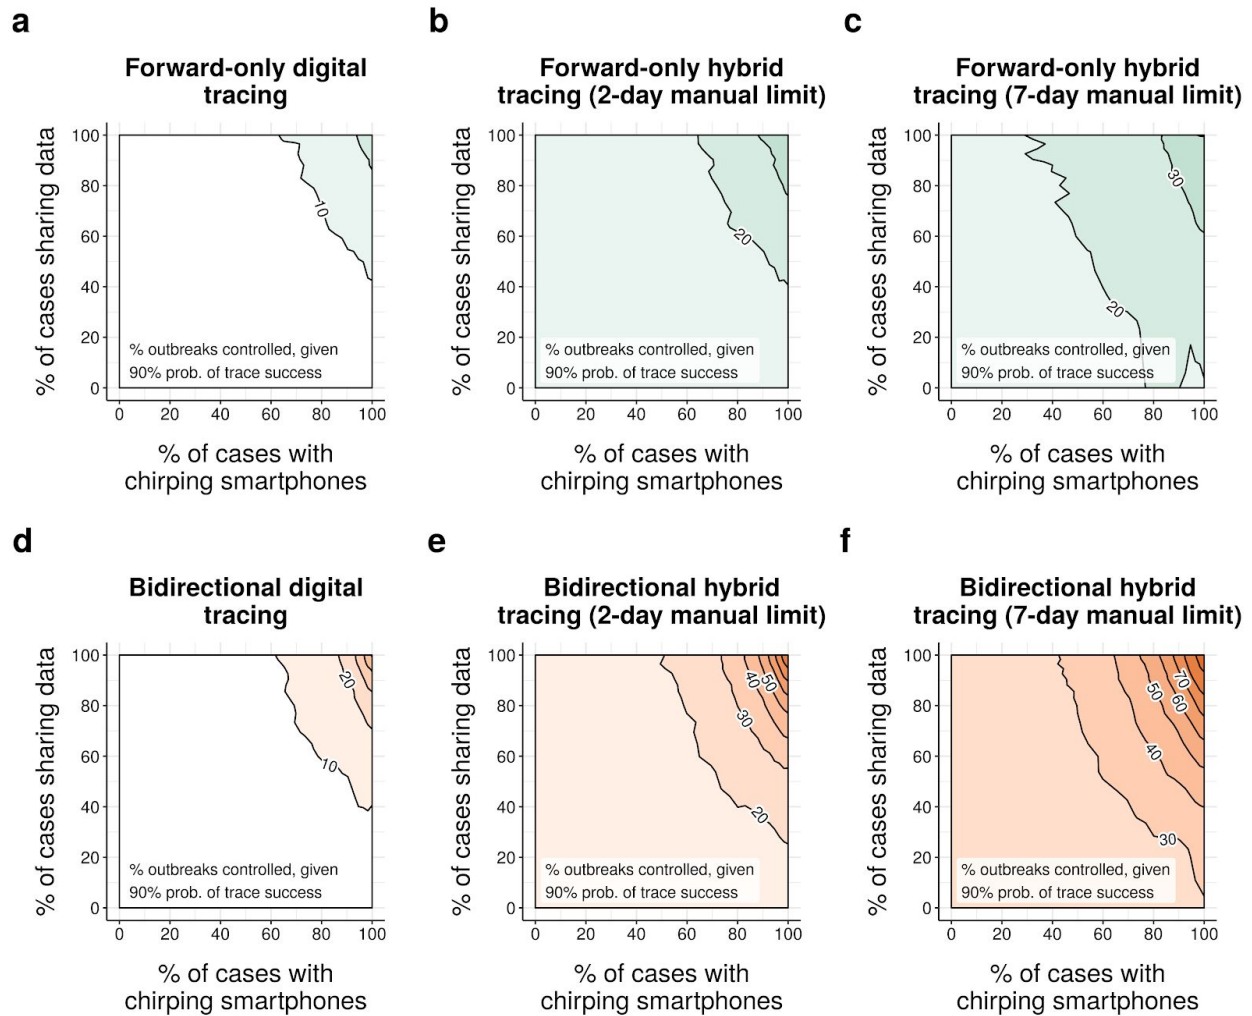 a
Forward-only digital
tracing
% of cases sharing data
100
80
60
40
20
0
10
% outbreaks controlled, given
90% prob. of trace success
0 20 40 60 80 100
% of cases with
chirping smartphones
b
Forward-only hybrid
tracing (2-day manual limit)
% of cases sharing data
100
80
60
40
20
0
20
% outbreaks controlled, given
90% prob. of trace success
0 20 40 60 80 100
% of cases with
chirping smartphones
c
Forward-only hybrid
tracing (7-day manual limit)
% of cases sharing data
100
80
60
40
20
0
30
20
% outbreaks controlled, given
90% prob. of trace success
0 20 40 60 80 100
% of cases with
chirping smartphones
d
Bidirectional digital
tracing
% of cases sharing data
100
80
60
40
20
0
20
10
% outbreaks controlled, given
90% prob. of trace success
0 20 40 60 80 100
% of cases with
chirping smartphones
e
Bidirectional hybrid
tracing (2-day manual limit)
% of cases sharing data
100
80
60
40
20
0
40 50
30
20
% outbreaks controlled, given
90% prob. of trace success
0 20 40 60 80 100
% of cases with
chirping smartphones
f
Bidirectional hybrid
tracing (7-day manual limit)
% of cases sharing data
100
80
60
40
20
0
70
50 60
40
30
% outbreaks controlled, given
90% prob. of trace success
0 20 40 60 80 100
% of cases with
chirping smartphones